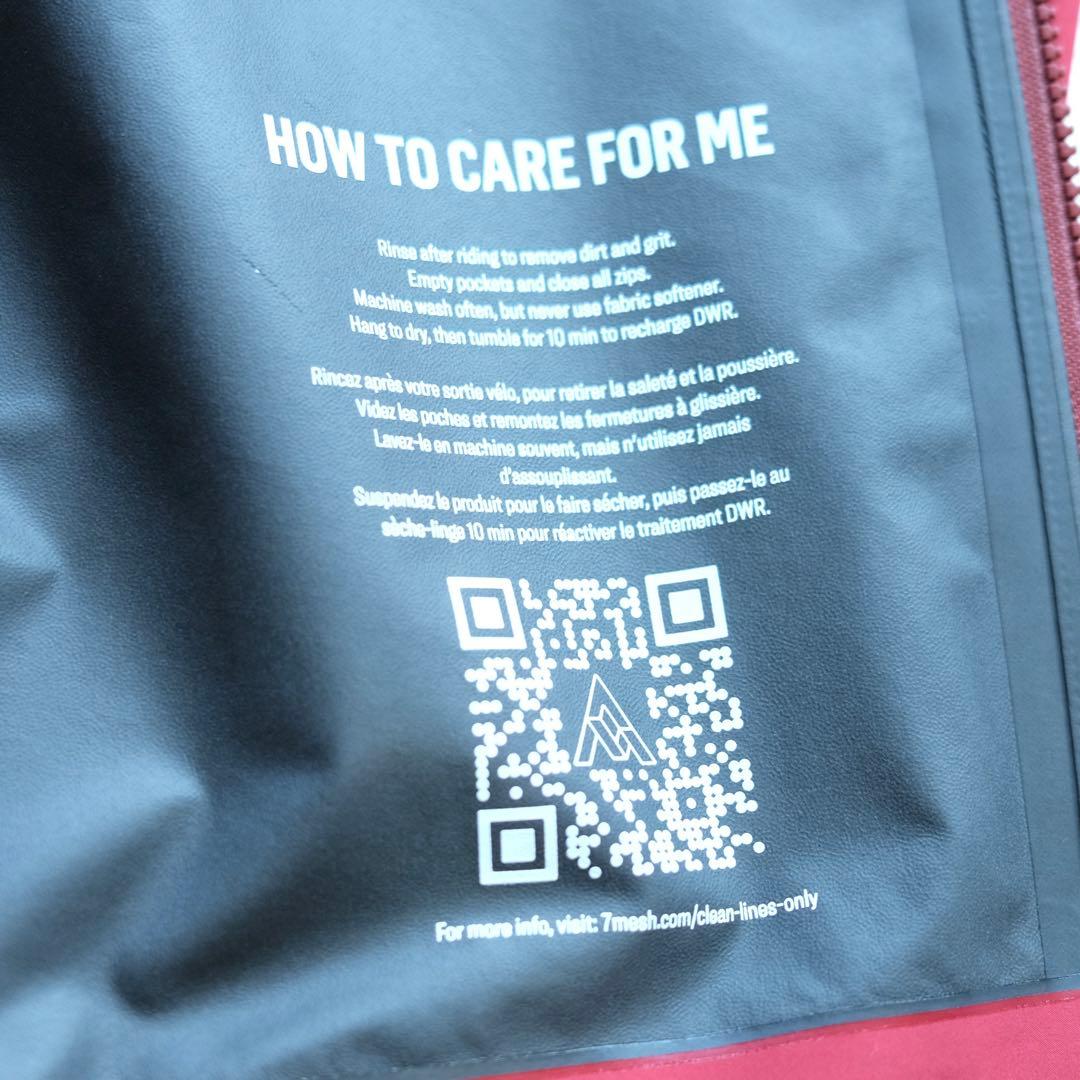 HOW TO CARE FOR ME
Rinse after riding to remove dirt and grit.
Empty pockets and close all zips.
Machine wash often, but never use fabric softener.
Hang to dry, then tumble for 10 min to recharge DWR.
Rincez après votre sortie vélo, pour retirer la saleté et la poussière.
Videz les poches et remontez les fermetures à glissière.
Lavez-le en machine souvent, mais n'utilisez jamais
d'assouplissant.
Suspendez le produit pour le faire sécher, puis passez-le au
sèche-linge 10 min pour réactiver le traitement DWR.
For more info, visit: 7mesh.com/clean-lines-only